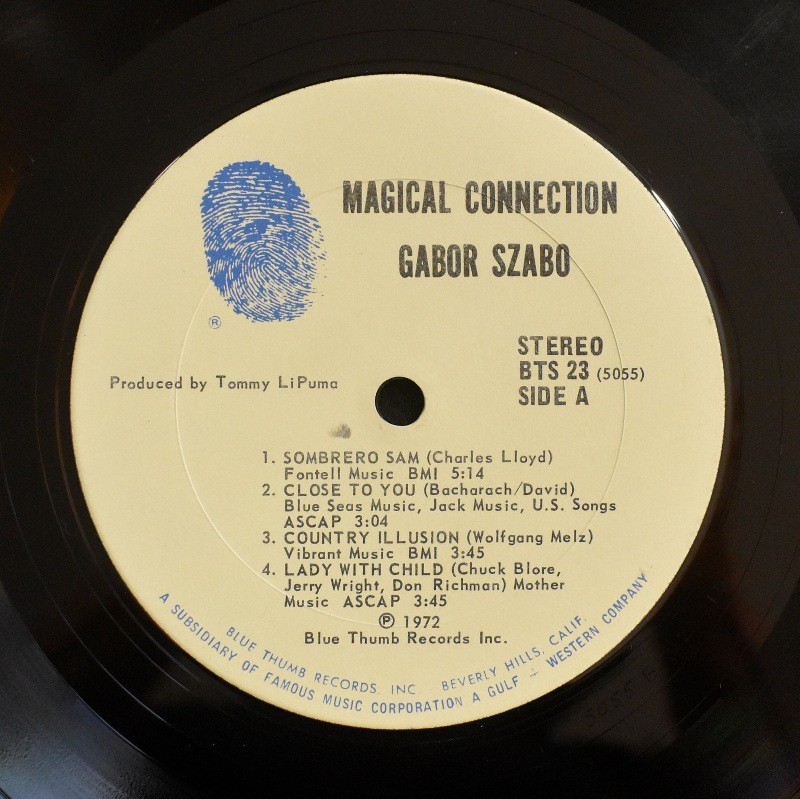 MAGICAL CONNECTION
GABOR SZABO
®
STEREO
BTS 23 (5055)
SIDE A
Produced by Tommy LiPuma
1. SOMBRERO SAM (Charles Lloyd)
Fontell Music BMI 5:14
2. CLOSE TO YOU (Bacharach/David)
Blue Seas Music, Jack Music, U.S. Songs
ASCAP 3:04
3. COUNTRY ILLUSION (Wolfgang Melz)
Vibrant Music BMI 3:45
4. LADY WITH CHILD (Chuck Blore,
Jerry Wright, Don Richman) Mother
Music ASCAP 3:45
℗ 1972
Blue Thumb Records Inc.
BLUE THUMB RECORDS, INC. BEVERLY HILLS, CALIF.
A SUBSIDIARY OF FAMOUS MUSIC CORPORATION A GULF + WESTERN COMPANY